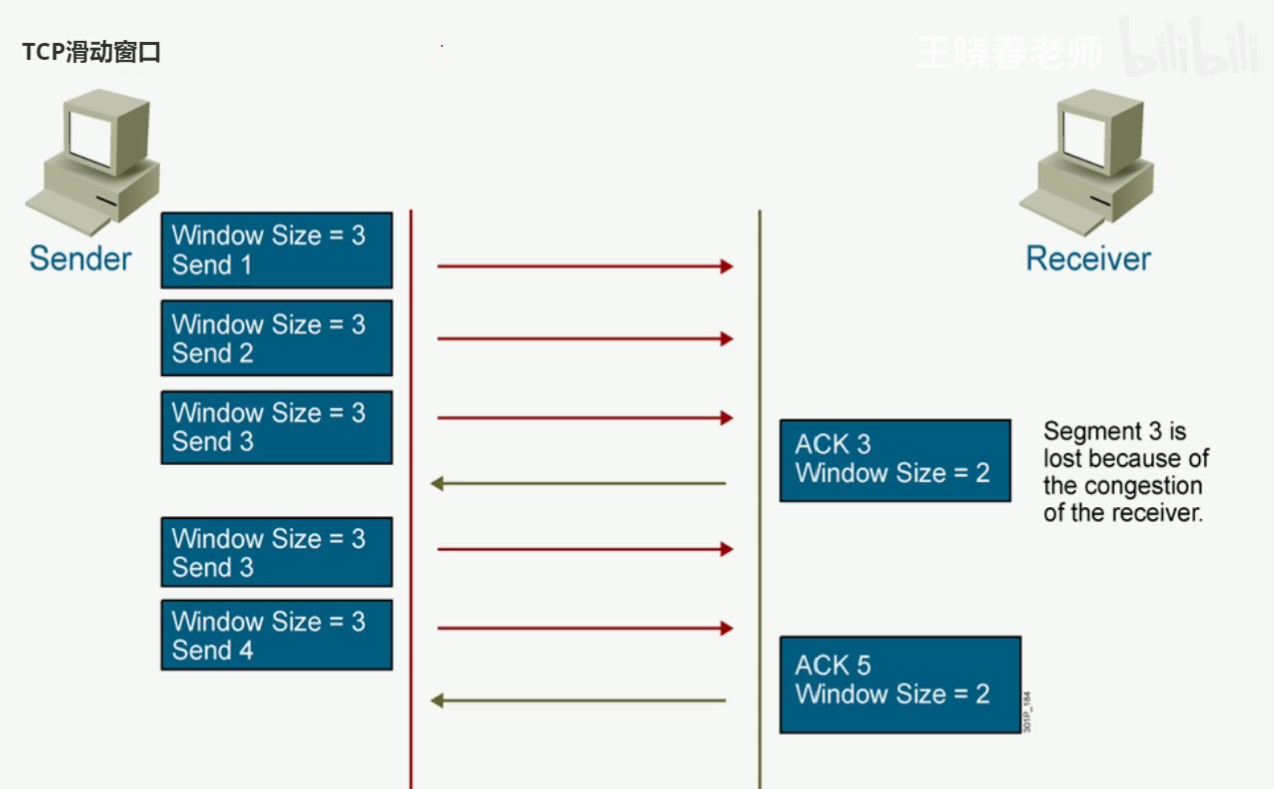 TCP滑动窗口
王晓春老师 bilibili
Sender
Receiver
Window Size = 3
Send 1
Window Size = 3
Send 2
Window Size = 3
Send 3
ACK 3
Window Size = 2
Segment 3 is
lost because of
the congestion
of the receiver.
Window Size = 3
Send 3
Window Size = 3
Send 4
ACK 5
Window Size = 2
301P_184